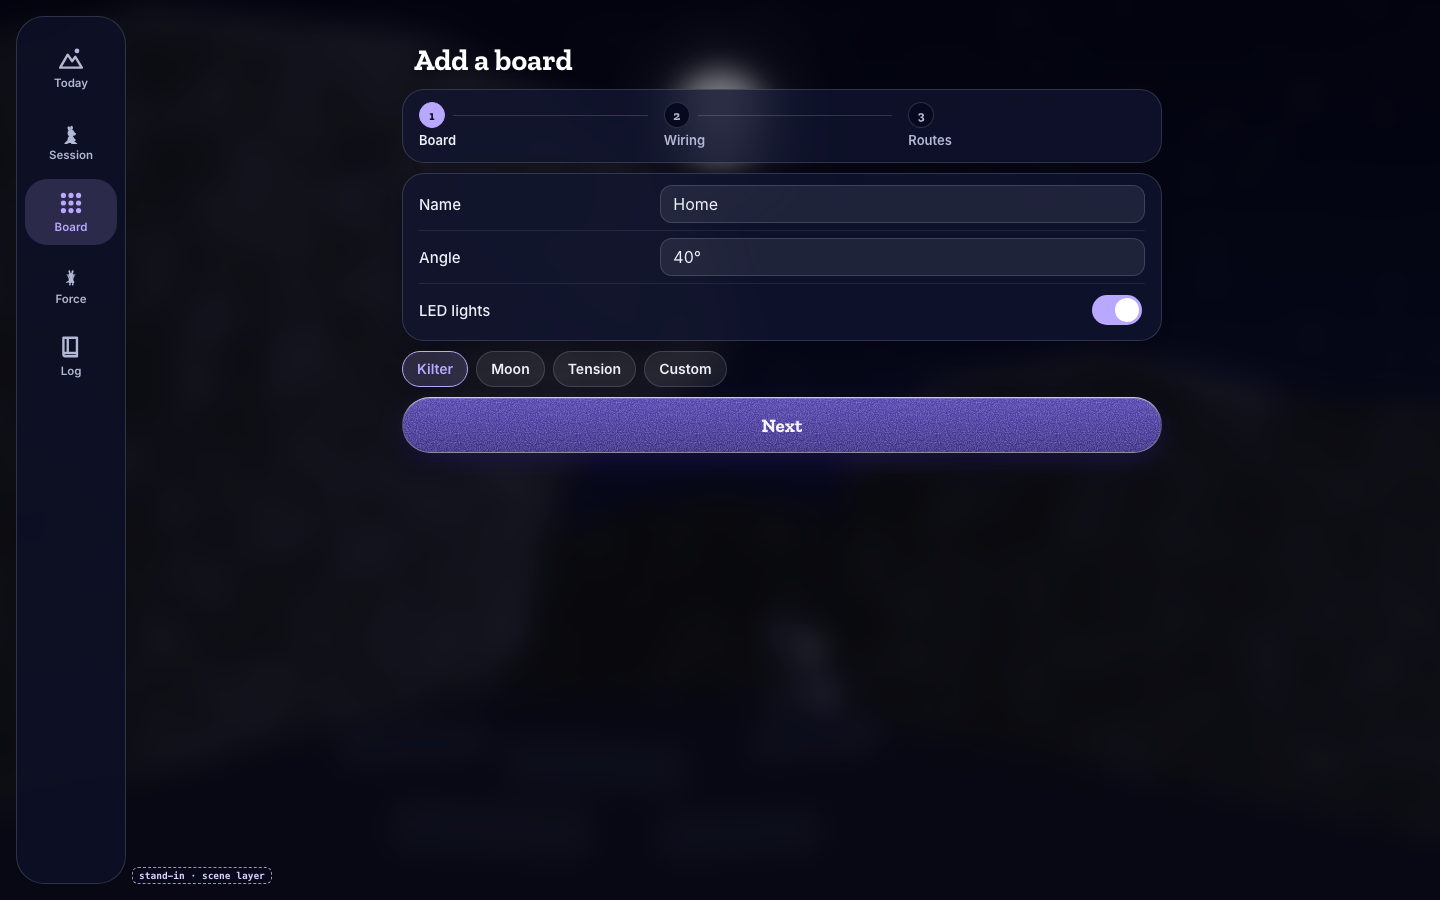 Today
Session
Board
Force
Log
Add a board
1
Board
2
Wiring
3
Routes
Name
Home
Angle
40°
LED lights
Kilter
Moon
Tension
Custom
Next
stand-in · scene layer